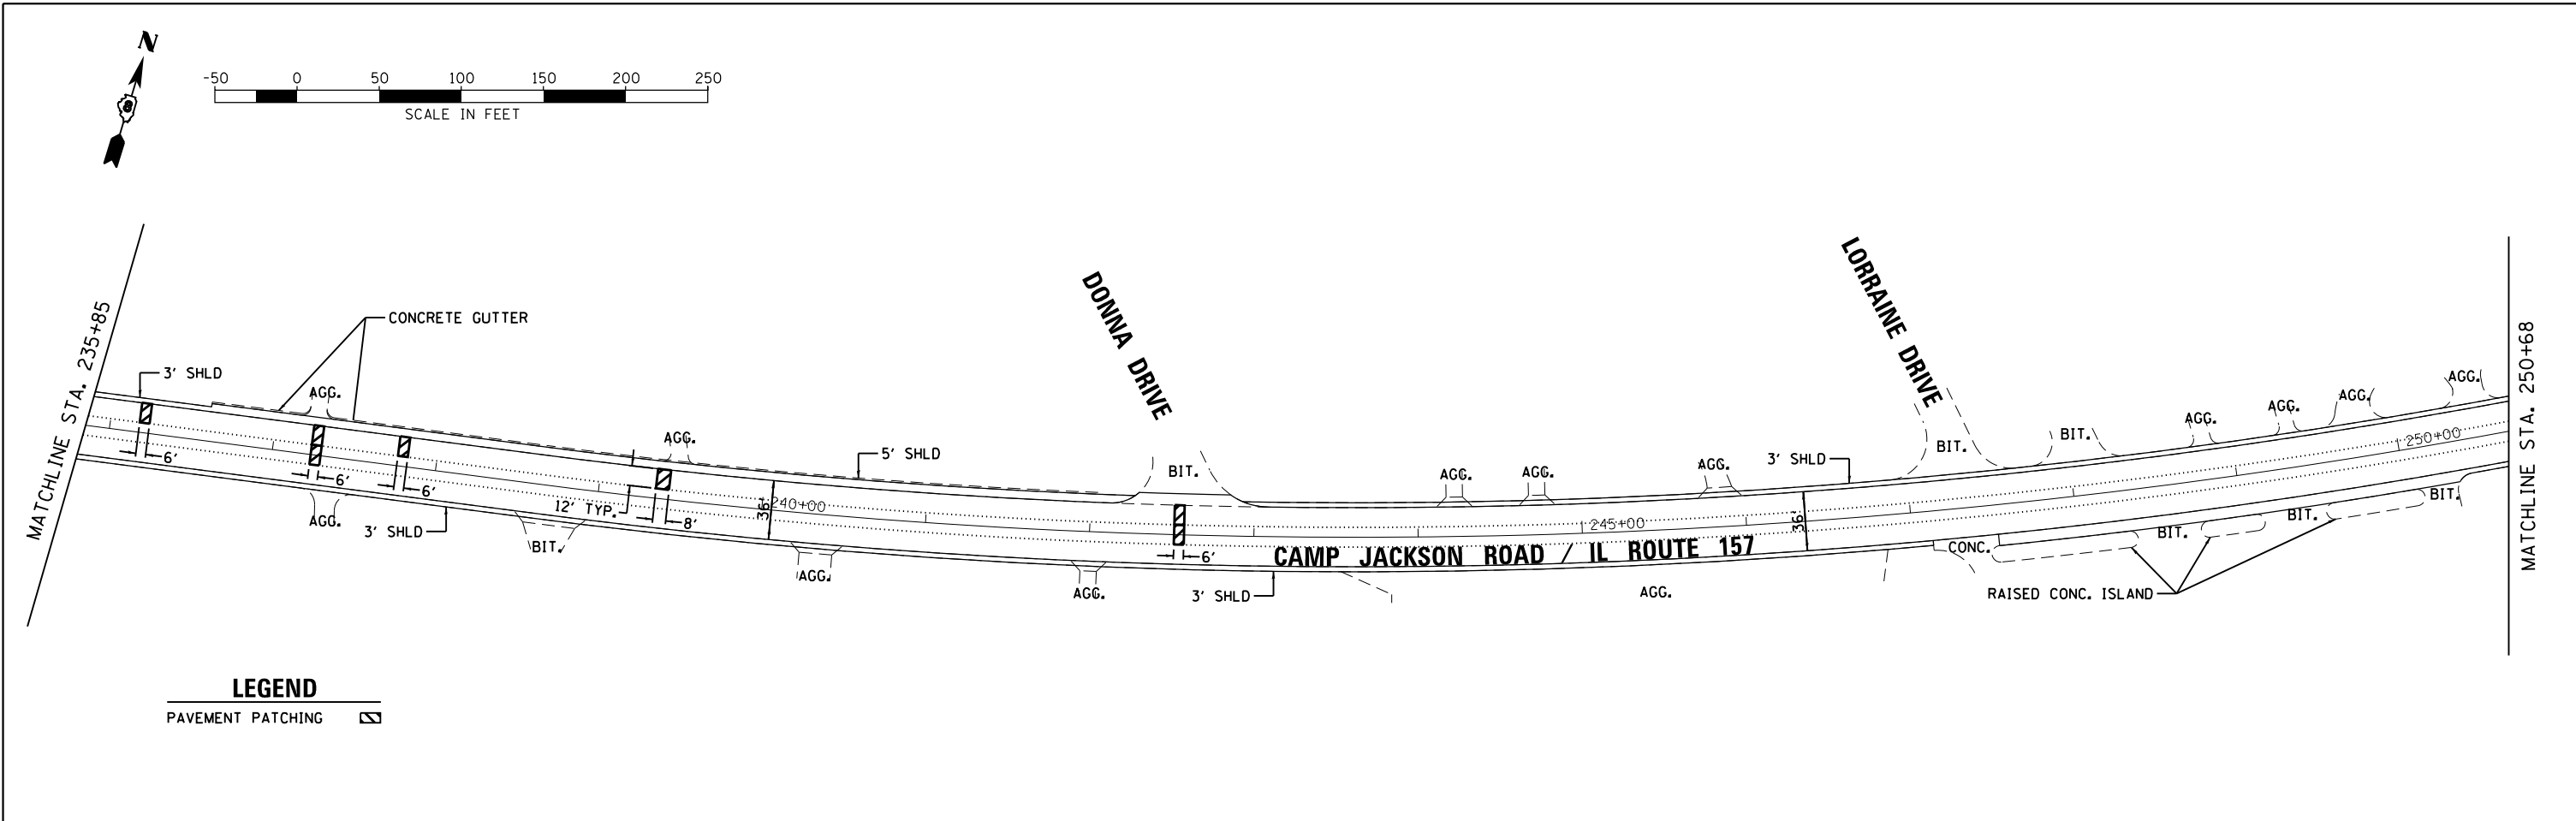 N
-50 0 50 100 150 200 250
SCALE IN FEET
MATCHLINE STA. 235+85
3' SHLD
CONCRETE GUTTER
AGG.
6'
6'
6'
AGG.
3' SHLD
BIT.
12' TYP.
8'
AGG.
36'
240+00
5' SHLD
AGG.
DONNA DRIVE
BIT.
AGG.
6'
3' SHLD
CAMP JACKSON ROAD / IL ROUTE 157
AGG.
AGG.
AGG.
245+00
AGG.
3' SHLD
36'
LORRAINE DRIVE
BIT.
BIT.
CONC.
AGG.
AGG.
AGG.
AGG.
250+00
BIT.
BIT.
BIT.
RAISED CONC. ISLAND
MATCHLINE STA. 250+68
LEGEND
PAVEMENT PATCHING